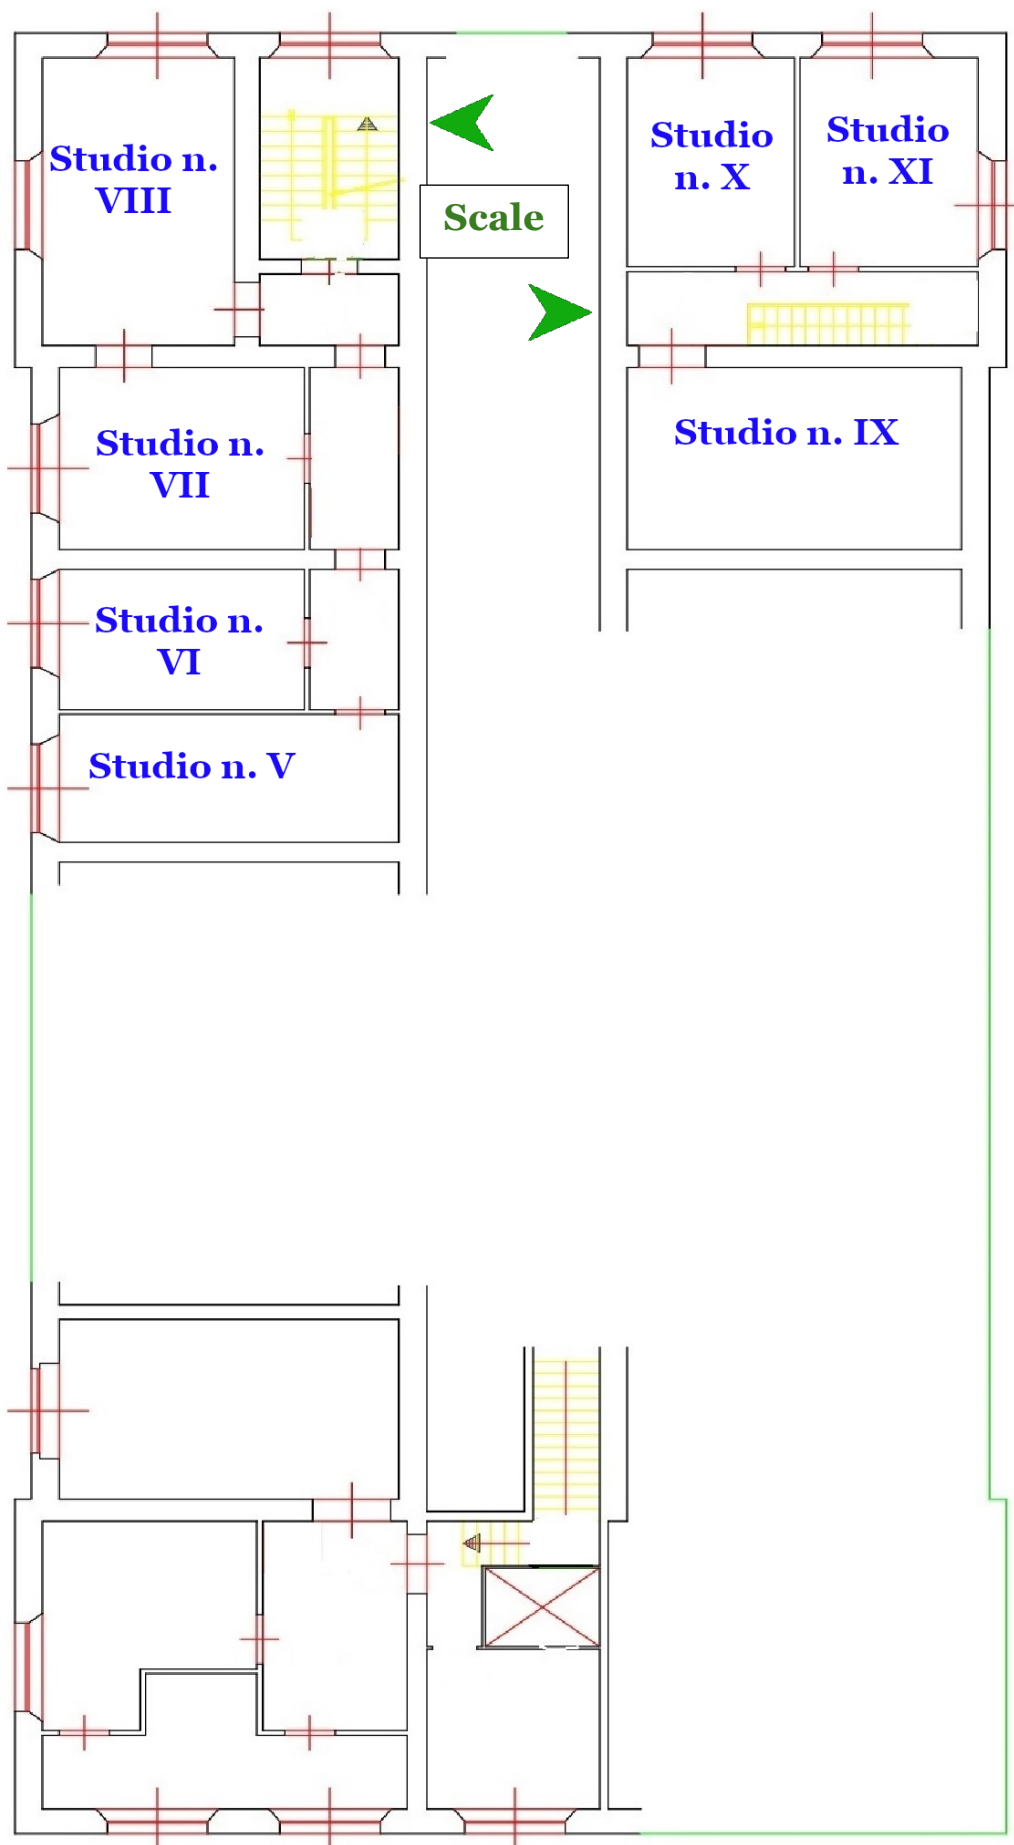 Studio n.
VIII
Scale
Studio
n. X
Studio
n. XI
Studio n.
VII
Studio n. IX
Studio n.
VI
Studio n. V